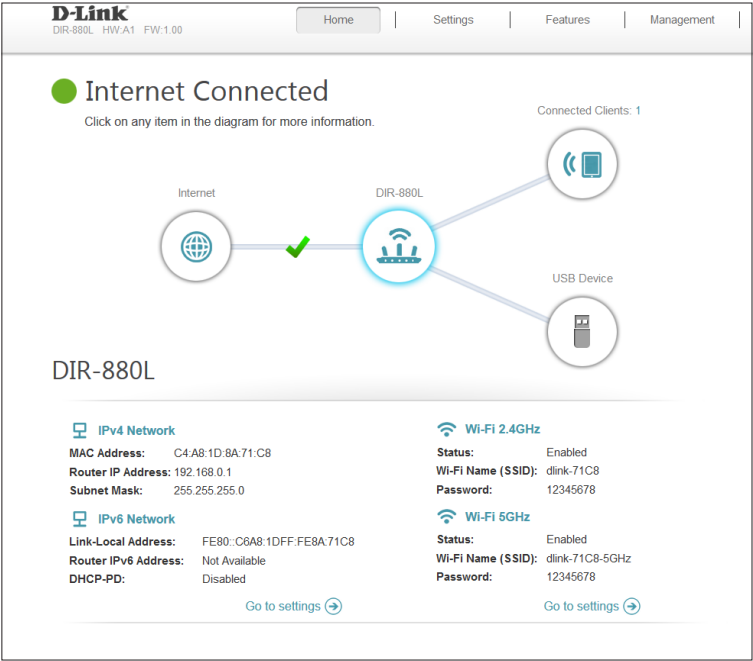 D-Link
DIR-880L HW:A1 FW:1.00
Home
Settings
Features
Management
Internet Connected
Click on any item in the diagram for more information.
Connected Clients: 1
Internet
DIR-880L
USB Device
DIR-880L
IPv4 Network
MAC Address: C4:A8:1D:8A:71:C8
Router IP Address: 192.168.0.1
Subnet Mask: 255.255.255.0
IPv6 Network
Link-Local Address: FE80::C6A8:1DFF:FE8A:71C8
Router IPv6 Address: Not Available
DHCP-PD: Disabled
Go to settings
Wi-Fi 2.4GHz
Status: Enabled
Wi-Fi Name (SSID): dlink-71C8
Password: 12345678
Wi-Fi 5GHz
Status: Enabled
Wi-Fi Name (SSID): dlink-71C8-5GHz
Password: 12345678
Go to settings